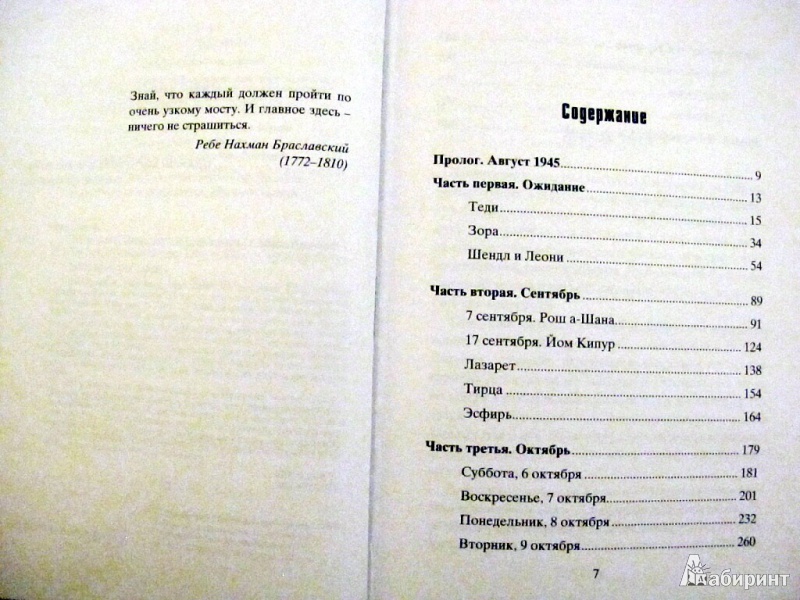 Знай, что каждый должен пройти по
очень узкому мосту. И главное здесь –
ничего не страшиться.
Ребе Нахман Браславский
(1772–1810)
Содержание
Пролог. Август 1945 9
Часть первая. Ожидание 13
Теди 15
Зора 34
Шендл и Леони 54
Часть вторая. Сентябрь 89
7 сентября. Рош а-Шана 91
17 сентября. Йом Кипур 124
Лазарет 138
Тирца 154
Эсфирь 164
Часть третья. Октябрь 179
Суббота, 6 октября 181
Воскресенье, 7 октября 201
Понедельник, 8 октября 232
Вторник, 9 октября 260
7
Лабиринт